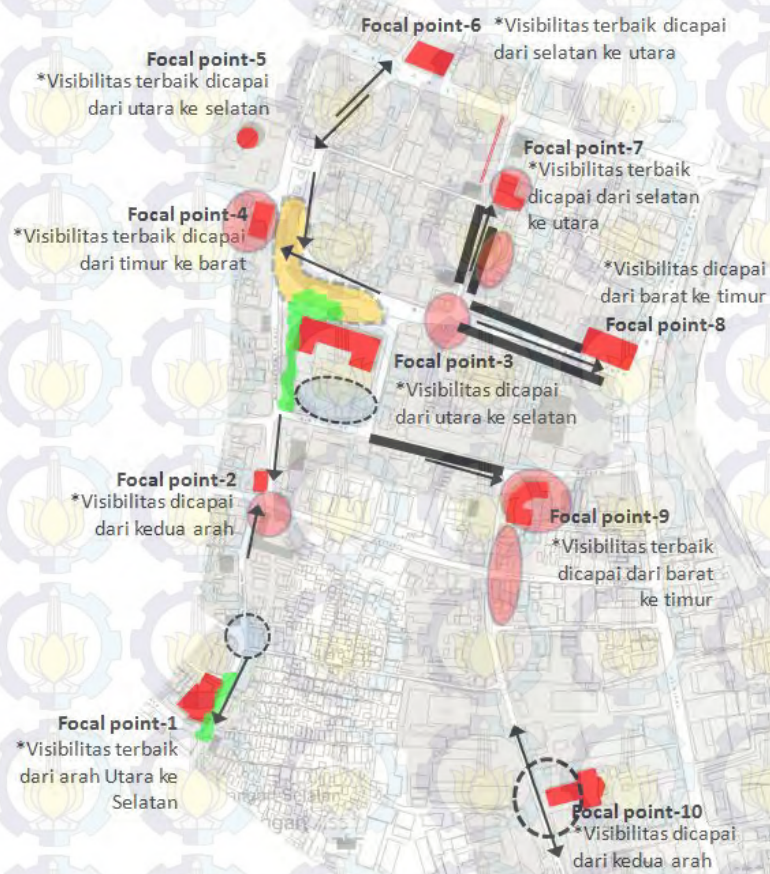 Focal point-6 *Visibilitas terbaik dicapai
dari selatan ke utara
Focal point-5
*Visibilitas terbaik dicapai
dari utara ke selatan
Focal point-7
*Visibilitas terbaik
dicapai dari selatan
ke utara
Focal point-4
*Visibilitas terbaik dicapai
dari timur ke barat
*Visibilitas dicapai
dari barat ke timur
Focal point-8
Focal point-3
*Visibilitas dicapai
dari utara ke selatan
Focal point-2
*Visibilitas dicapai
dari kedua arah
Focal point-9
*Visibilitas terbaik
dicapai dari barat
ke timur
Focal point-1
*Visibilitas terbaik
dari arah Utara ke
Selatan
Focal point-10
*Visibilitas dicapai
dari kedua arah